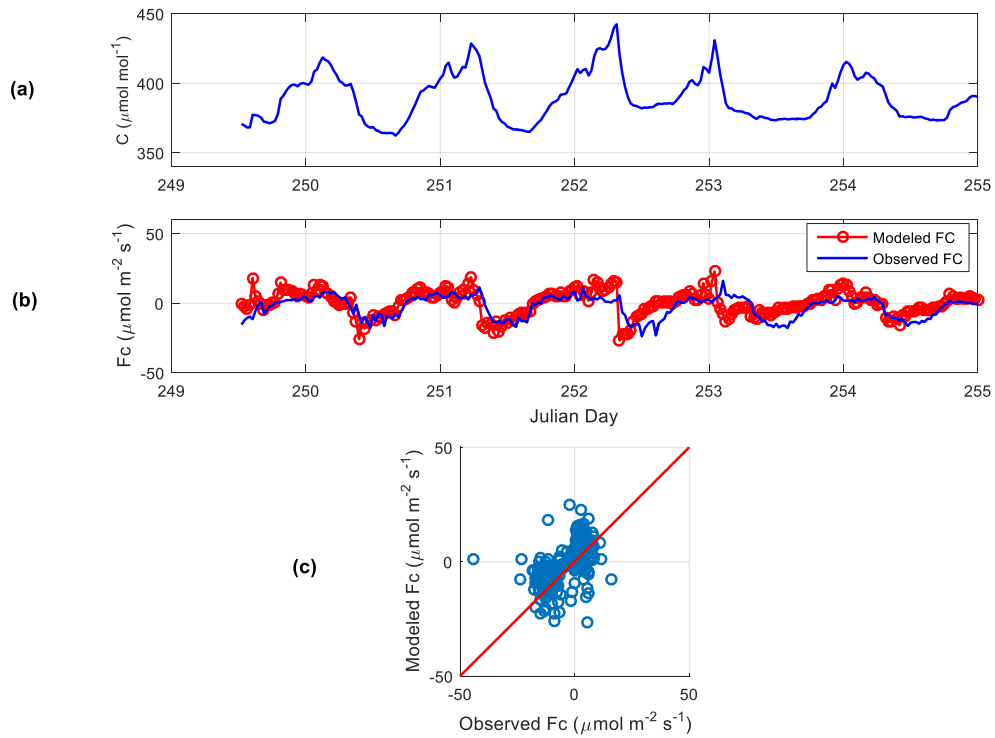 (a)
C (μmol mol⁻¹)
450
400
350
249 250 251 252 253 254 255
(b)
Fc (μmol m⁻² s⁻¹)
50
0
-50
Modeled FC
Observed FC
249 250 251 252 253 254 255
Julian Day
(c)
Modeled Fc (μmol m⁻² s⁻¹)
50
0
-50
-50 0 50
Observed Fc (μmol m⁻² s⁻¹)